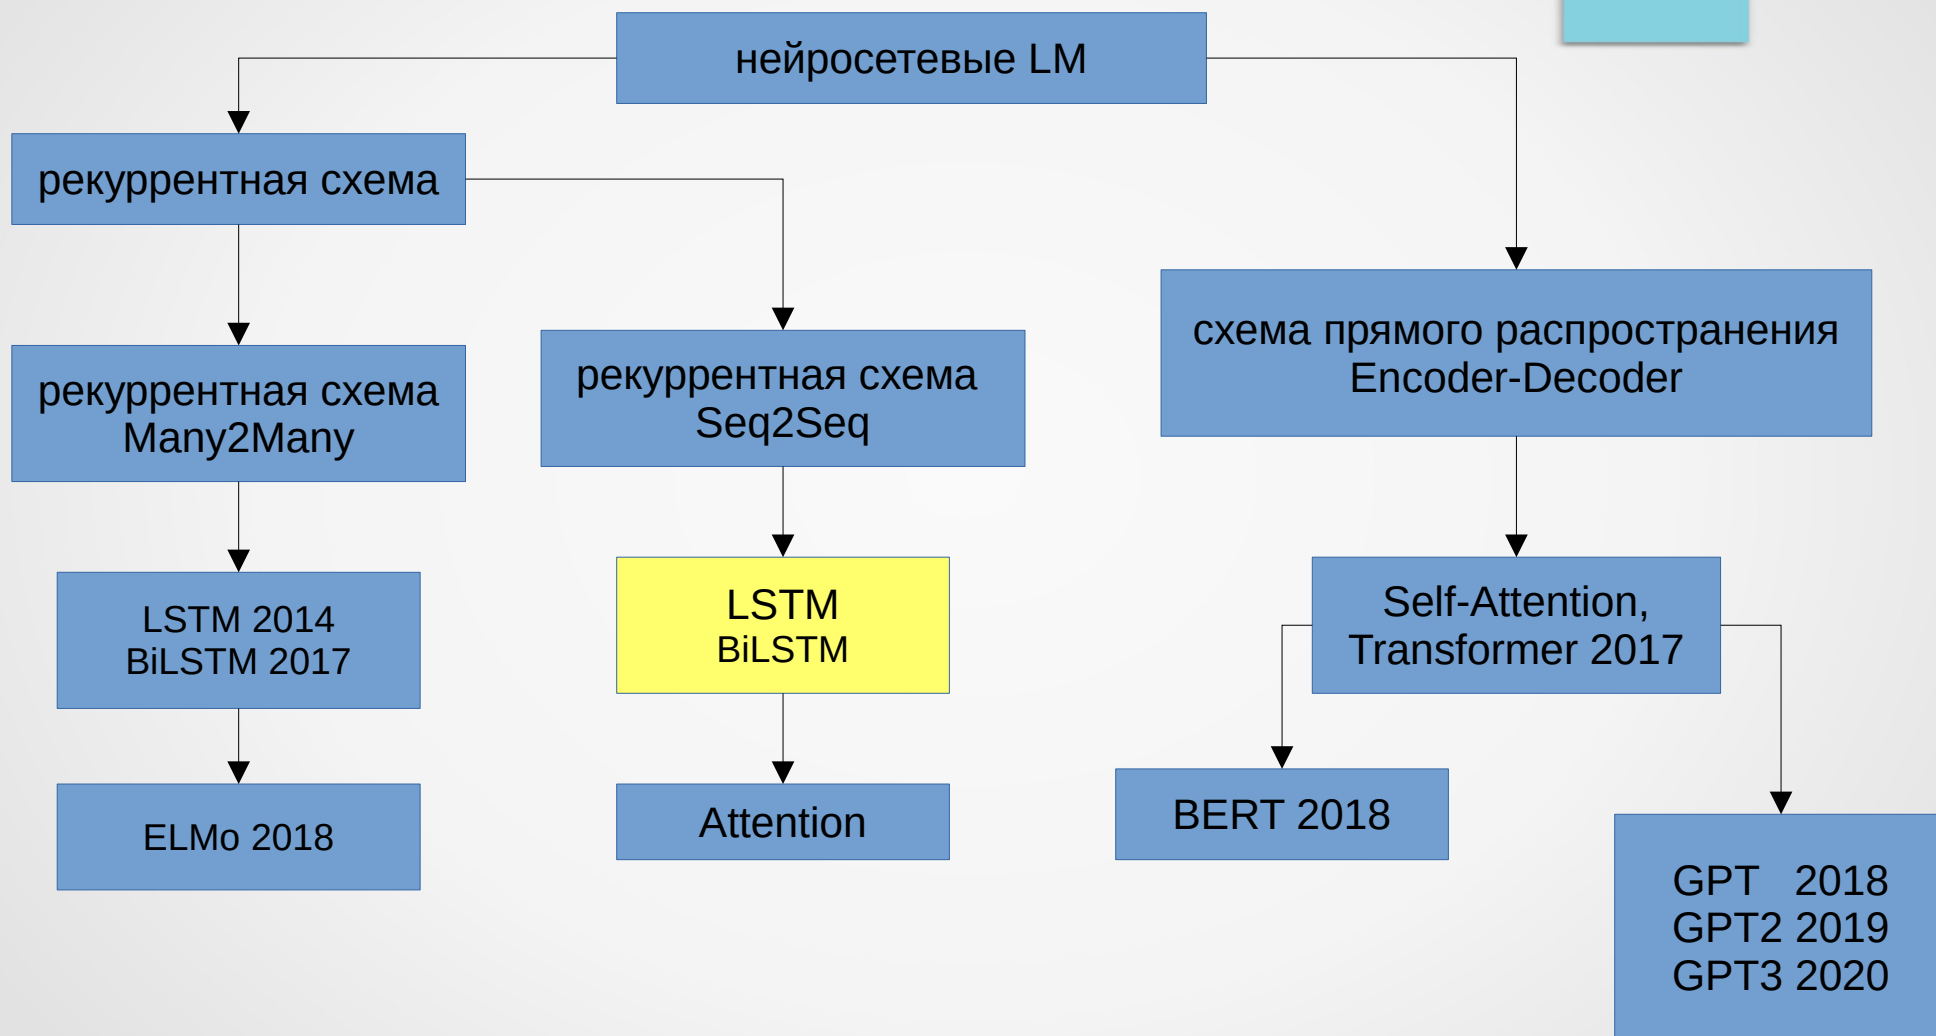 нейросетевые LM
рекуррентная схема
рекуррентная схема
Many2Many
рекуррентная схема
Seq2Seq
схема прямого распространения
Encoder-Decoder
LSTM 2014
BiLSTM 2017
LSTM
BiLSTM
Self-Attention,
Transformer 2017
ELMo 2018
Attention
BERT 2018
GPT   2018
GPT2 2019
GPT3 2020